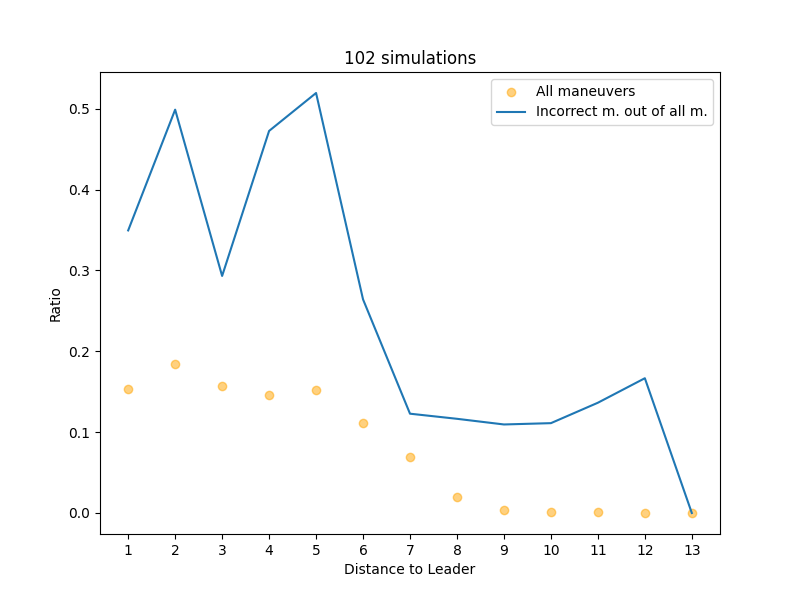 102 simulations
All maneuvers
Incorrect m. out of all m.
0.5
0.4
0.3
0.2
0.1
0.0
Ratio
1 2 3 4 5 6 7 8 9 10 11 12 13
Distance to Leader